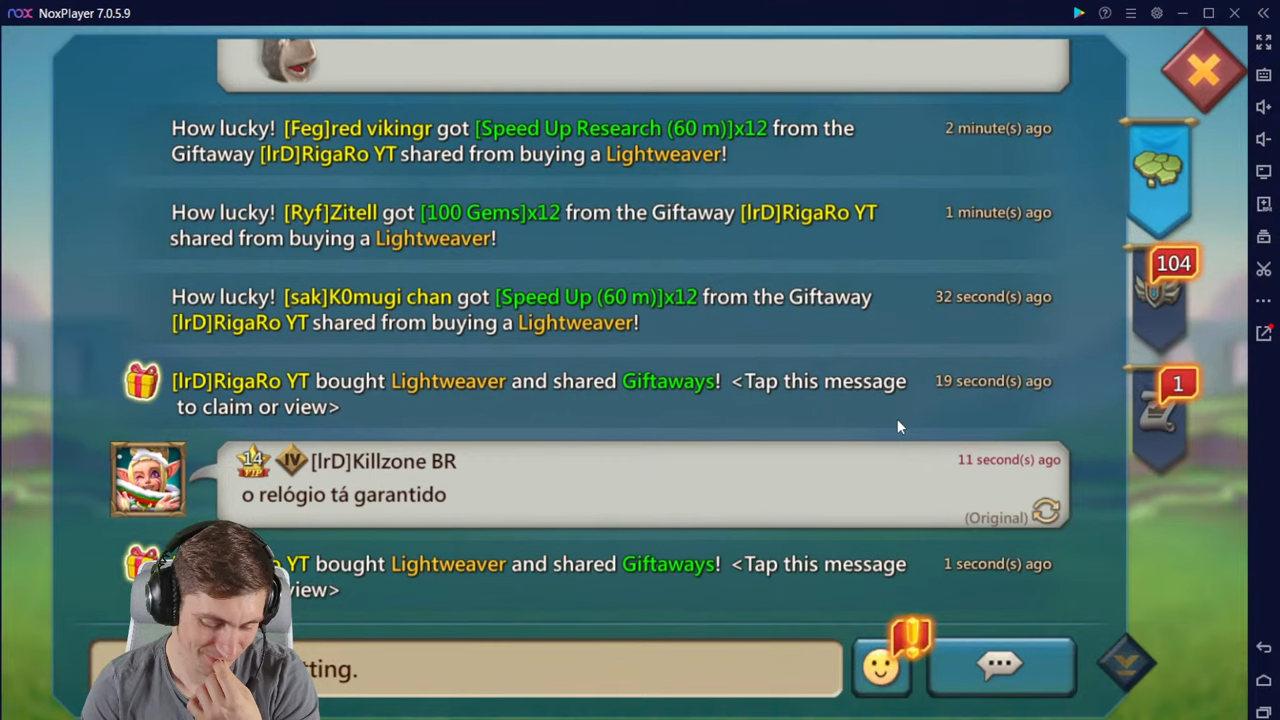 nox NoxPlayer 7.0.5.9
How lucky! [Feg]red vikingr got [Speed Up Research (60 m)]x12 from the 2 minute(s) ago
Giftaway [lrD]RigaRo YT shared from buying a Lightweaver!
How lucky! [Ryf]Zitell got [100 Gems]x12 from the Giftaway [lrD]RigaRo YT 1 minute(s) ago
shared from buying a Lightweaver!
How lucky! [sak]K0mugi chan got [Speed Up (60 m)]x12 from the Giftaway 32 second(s) ago
[lrD]RigaRo YT shared from buying a Lightweaver!
104
[lrD]RigaRo YT bought Lightweaver and shared Giftaways! <Tap this message 19 second(s) ago
to claim or view>
1
14 VIP IV [lrD]Killzone BR 11 second(s) ago
o relógio tá garantido
(Original)
YT bought Lightweaver and shared Giftaways! <Tap this message 1 second(s) ago
view>
tting.